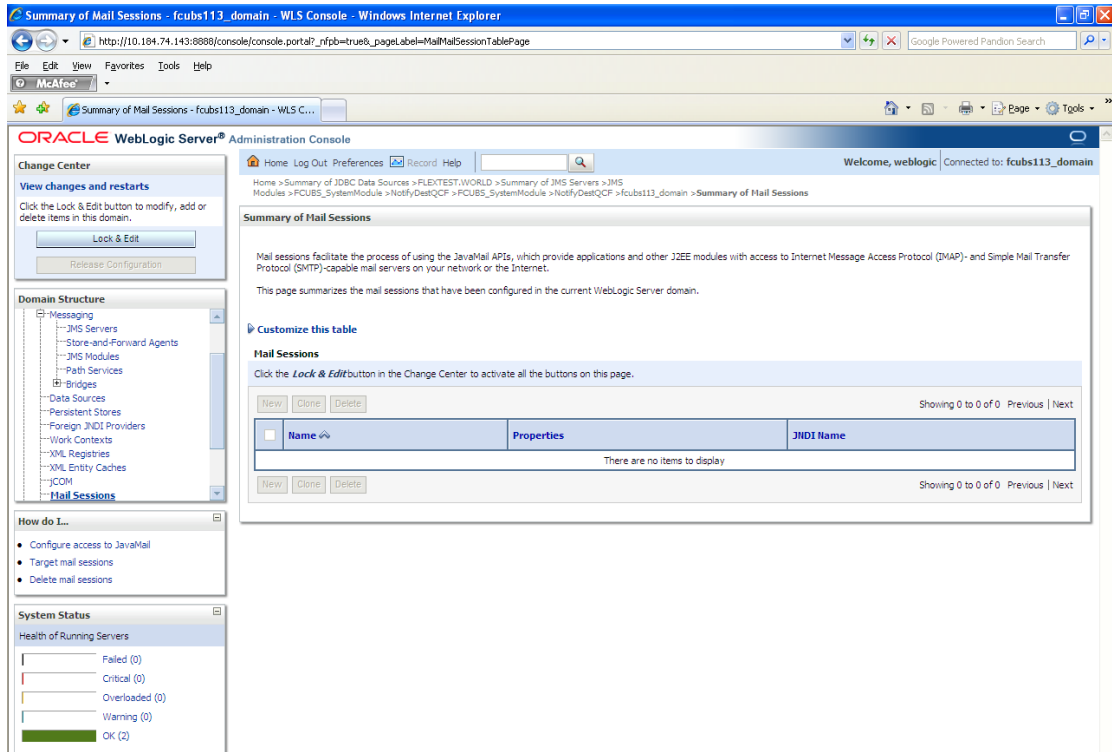 Summary of Mail Sessions - fcubs113_domain - WLS Console - Windows Internet Explorer
http://10.184.74.143:8888/console/console.portal?_nfpb=true&_pageLabel=MailMailSessionTablePage
Google Powered Pandion Search
File Edit View Favorites Tools Help
McAfee
Summary of Mail Sessions - fcubs113_domain - WLS C...
Page Tools »
ORACLE WebLogic Server® Administration Console
Change Center
View changes and restarts
Click the Lock & Edit button to modify, add or
delete items in this domain.
Lock & Edit
Release Configuration
Domain Structure
Messaging
JMS Servers
Store-and-Forward Agents
JMS Modules
Path Services
Bridges
Data Sources
Persistent Stores
Foreign JNDI Providers
Work Contexts
XML Registries
XML Entity Caches
jCOM
Mail Sessions
How do I...
Configure access to JavaMail
Target mail sessions
Delete mail sessions
System Status
Health of Running Servers
Failed (0)
Critical (0)
Overloaded (0)
Warning (0)
OK (2)
Home Log Out Preferences Record Help
Welcome, weblogic Connected to: fcubs113_domain
Home >Summary of JDBC Data Sources >FLEXTEST.WORLD >Summary of JMS Servers >JMS
Modules >FCUBS_SystemModule >NotifyDestQCF >FCUBS_SystemModule >NotifyDestQCF >fcubs113_domain >Summary of Mail Sessions
Summary of Mail Sessions
Mail sessions facilitate the process of using the JavaMail APIs, which provide applications and other J2EE modules with access to Internet Message Access Protocol (IMAP)- and Simple Mail Transfer
Protocol (SMTP)-capable mail servers on your network or the Internet.
This page summarizes the mail sessions that have been configured in the current WebLogic Server domain.
Customize this table
Mail Sessions
Click the Lock & Edit button in the Change Center to activate all the buttons on this page.
New Clone Delete Showing 0 to 0 of 0 Previous | Next
Name Properties JNDI Name
There are no items to display
New Clone Delete Showing 0 to 0 of 0 Previous | Next